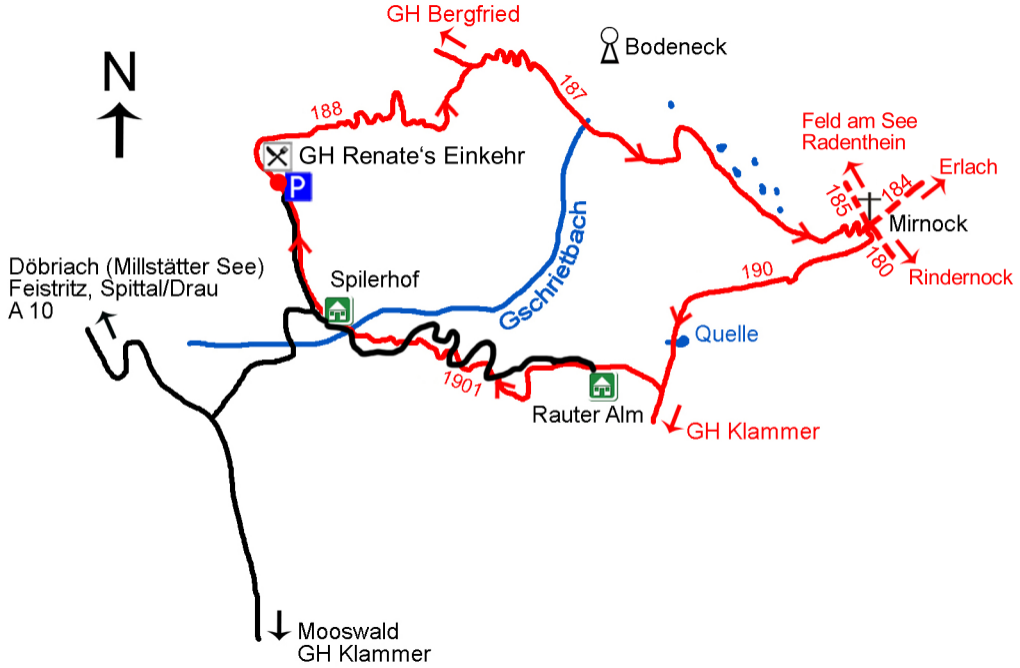 GH Bergfried
N
Bodeneck
187
188
Feld am See
Radenthein
GH Renate's Einkehr
P
185
184
Erlach
Mirnock
180
Rindernock
Gschrietbach
190
Döbriach (Millstätter See)
Feistritz, Spittal/Drau
A 10
Spilerhof
Quelle
1901
Rauter Alm
GH Klammer
Mooswald
GH Klammer